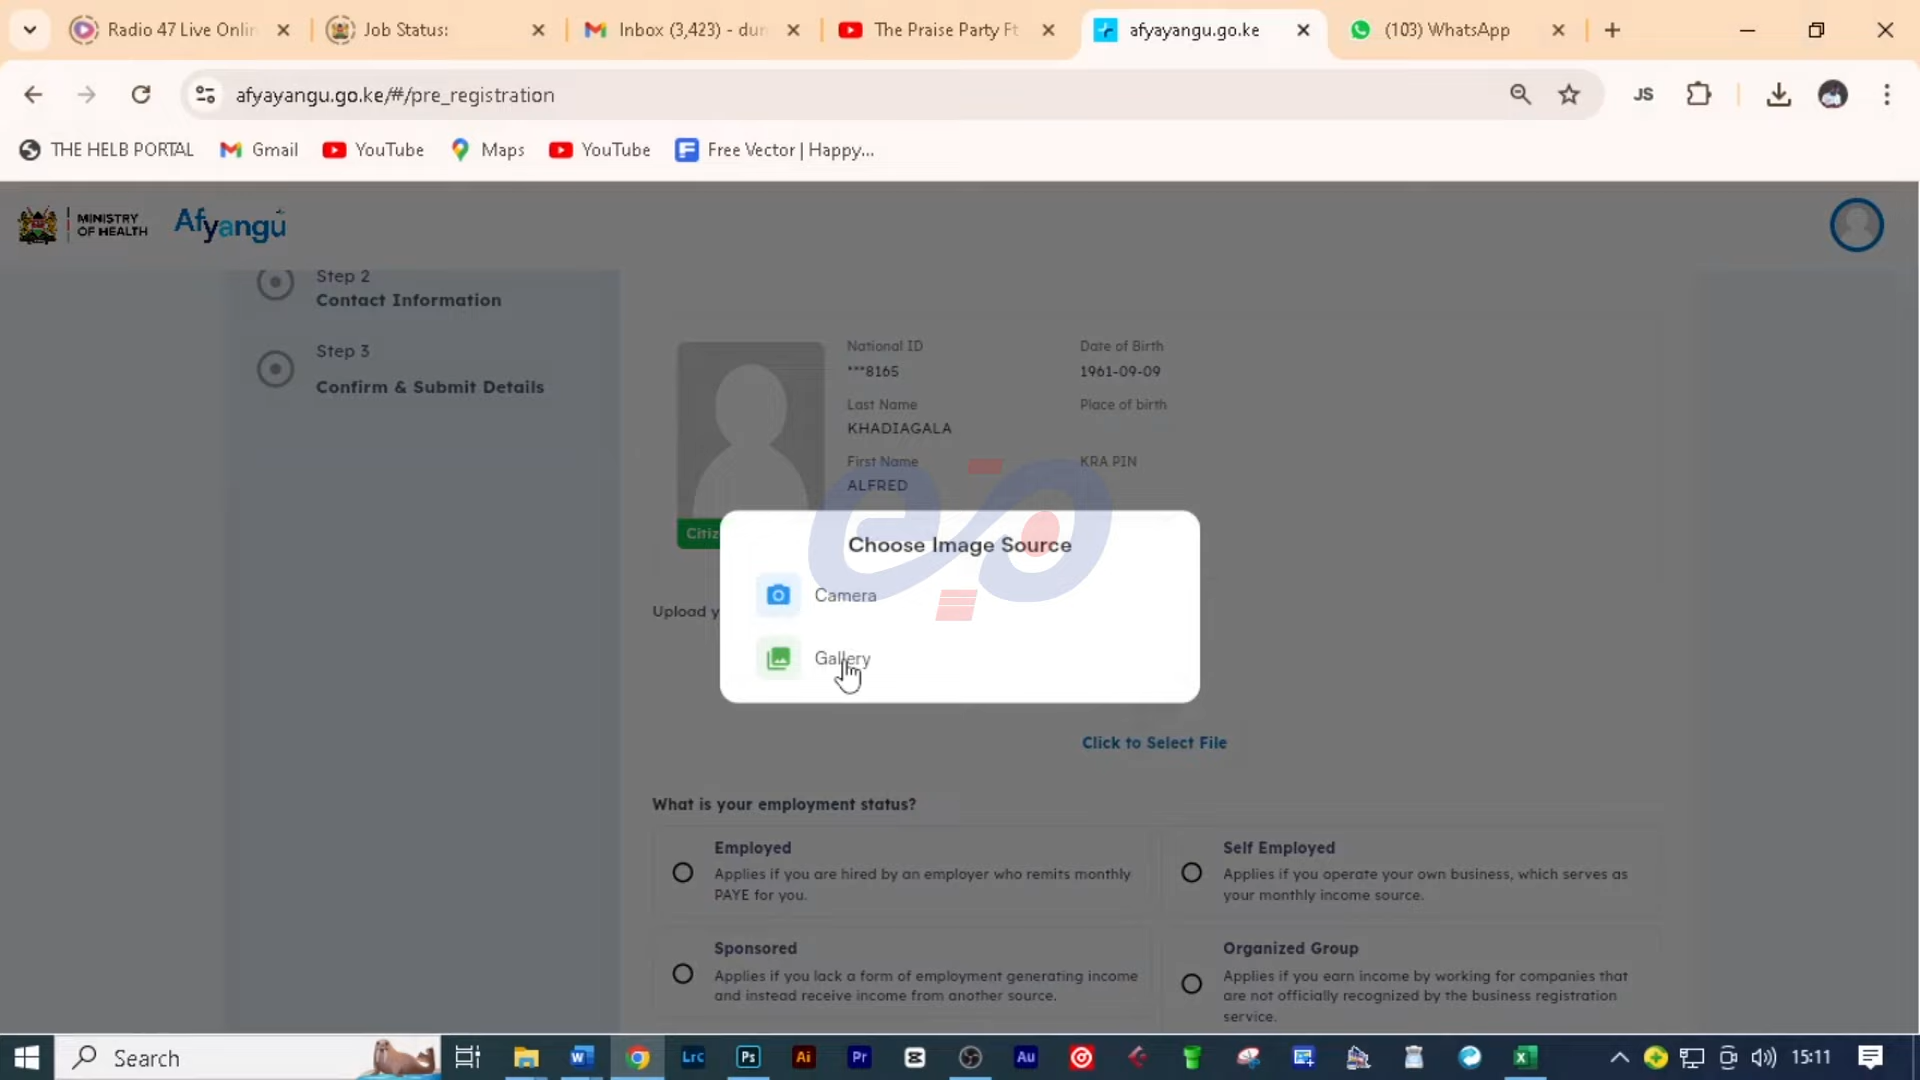 Radio 47 Live Onlin
Job Status:
Inbox (3,423) - dun
The Praise Party Ft
afyayangu.go.ke
(103) WhatsApp
afyayangu.go.ke/#/pre_registration
JS
THE HELB PORTAL
Gmail
YouTube
Maps
YouTube
Free Vector | Happy...
MINISTRY
OF HEALTH
Afyangu
Step 2
Contact Information
Step 3
Confirm & Submit Details
National ID
***8165
Date of Birth
1961-09-09
Last Name
KHADIAGALA
Place of birth
First Name
ALFRED
KRA PIN
Citiz
Choose Image Source
Camera
Gallery
Upload y
Click to Select File
What is your employment status?
Employed
Applies if you are hired by an employer who remits monthly
PAYE for you.
Self Employed
Applies if you operate your own business, which serves as
your monthly income source.
Sponsored
Applies if you lack a form of employment generating income
and instead receive income from another source.
Organized Group
Applies if you earn income by working for companies that
are not officially recognized by the business registration
service.
Search
Lrc
Ps
Ai
Pr
Au
15:11